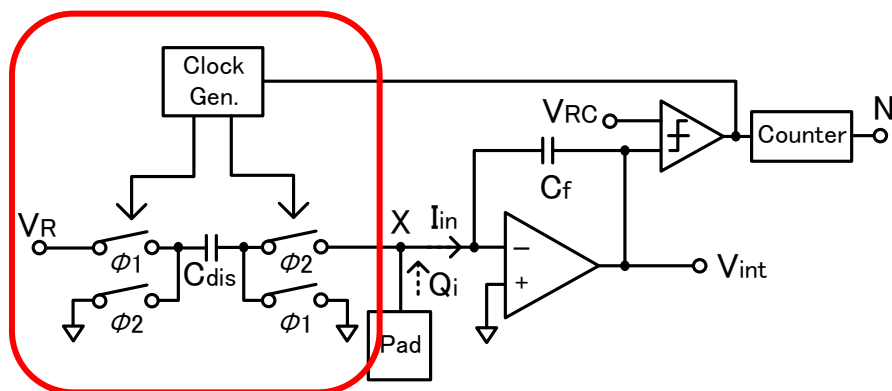 Clock
Gen.
VRC
N
Counter
Cf
VR
X
Iin
Φ1
Cdis
Φ2
−
+
Vint
Qi
Φ2
Φ1
Pad